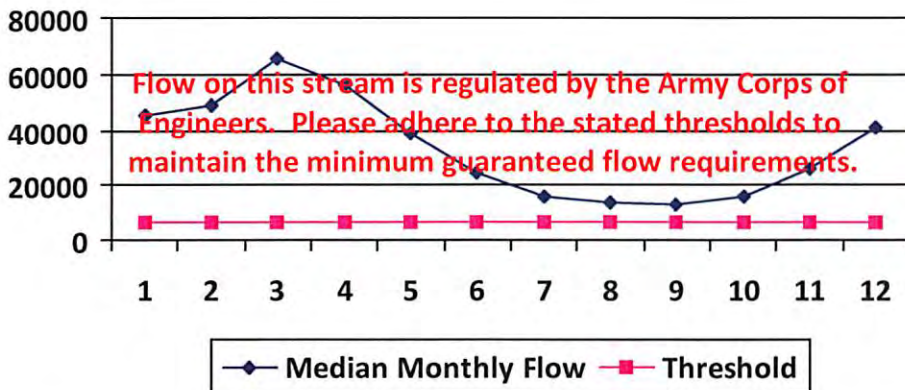 80000
60000
40000
20000
0
Flow on this stream is regulated by the Army Corps of
Engineers. Please adhere to the stated thresholds to
maintain the minimum guaranteed flow requirements.
1 2 3 4 5 6 7 8 9 10 11 12
Median Monthly Flow Threshold